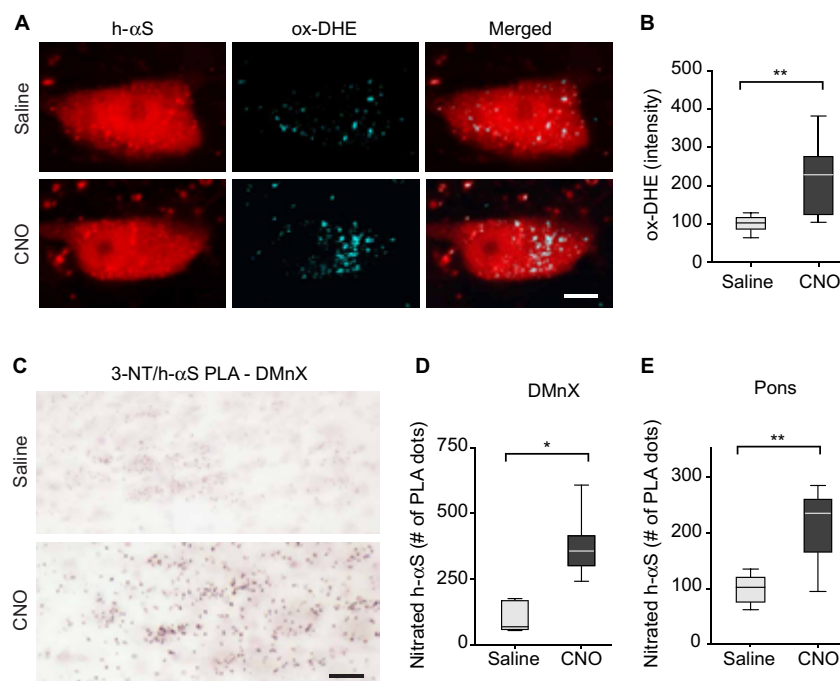 A
h-αS
ox-DHE
Merged
Saline
CNO
B
ox-DHE (intensity)
500
400
300
200
100
0
**
Saline
CNO
C
3-NT/h-αS PLA - DMnX
Saline
CNO
D
DMnX
Nitrated h-αS (# of PLA dots)
750
500
250
0
*
Saline
CNO
E
Pons
Nitrated h-αS (# of PLA dots)
300
200
100
0
**
Saline
CNO